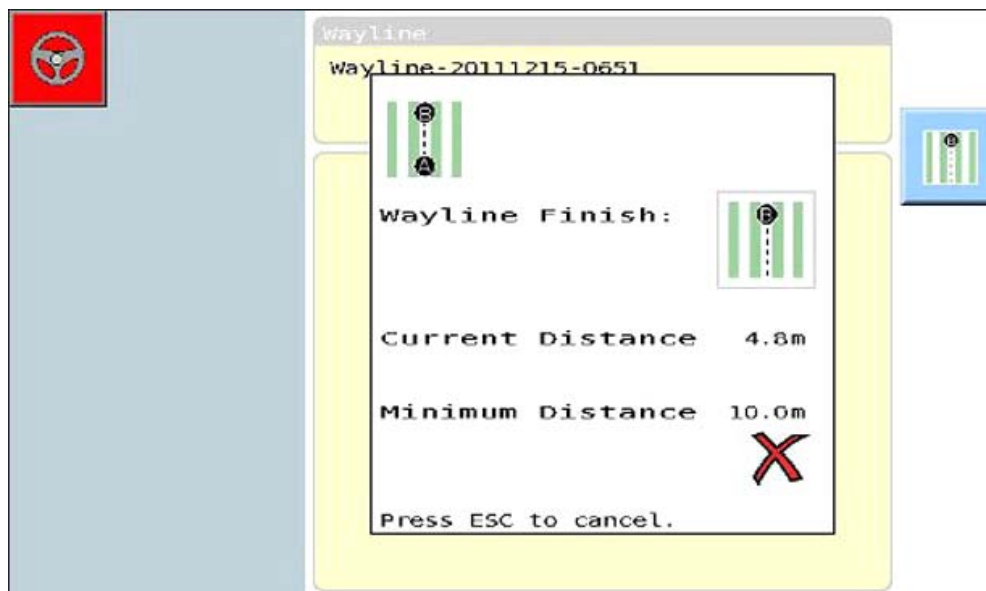 Wayline
Wayline-20111215-0651
B
A
Wayline Finish:
B
B
Current Distance 4.8m
Minimum Distance 10.0m
Press ESC to cancel.